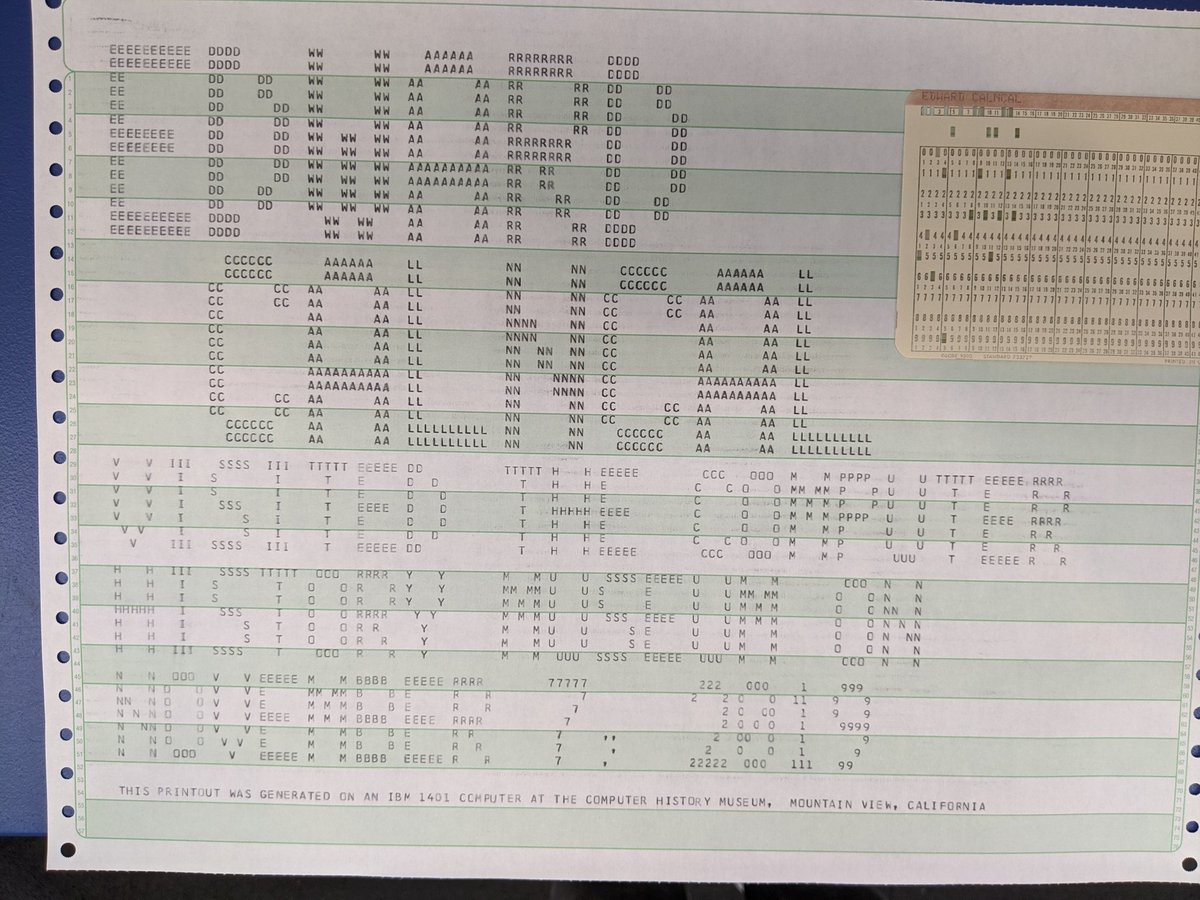 EDWARD
CALNCAL
VISITED THE COMPUTER
HISTORY MUSEUM ON
NOVEMBER 7, 2019
THIS PRINTOUT WAS GENERATED ON AN IBM 1401 COMPUTER AT THE COMPUTER HISTORY MUSEUM, MOUNTAIN VIEW, CALIFORNIA
EDWARD CALNCAL